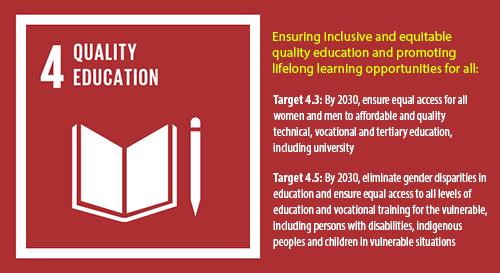 4 QUALITY
EDUCATION
Ensuring inclusive and equitable
quality education and promoting
lifelong learning opportunities for all:
Target 4.3: By 2030, ensure equal access for all
women and men to affordable and quality
technical, vocational and tertiary education,
including university
Target 4.5: By 2030, eliminate gender disparities in
education and ensure equal access to all levels of
education and vocational training for the vulnerable,
including persons with disabilities, indigenous
peoples and children in vulnerable situations